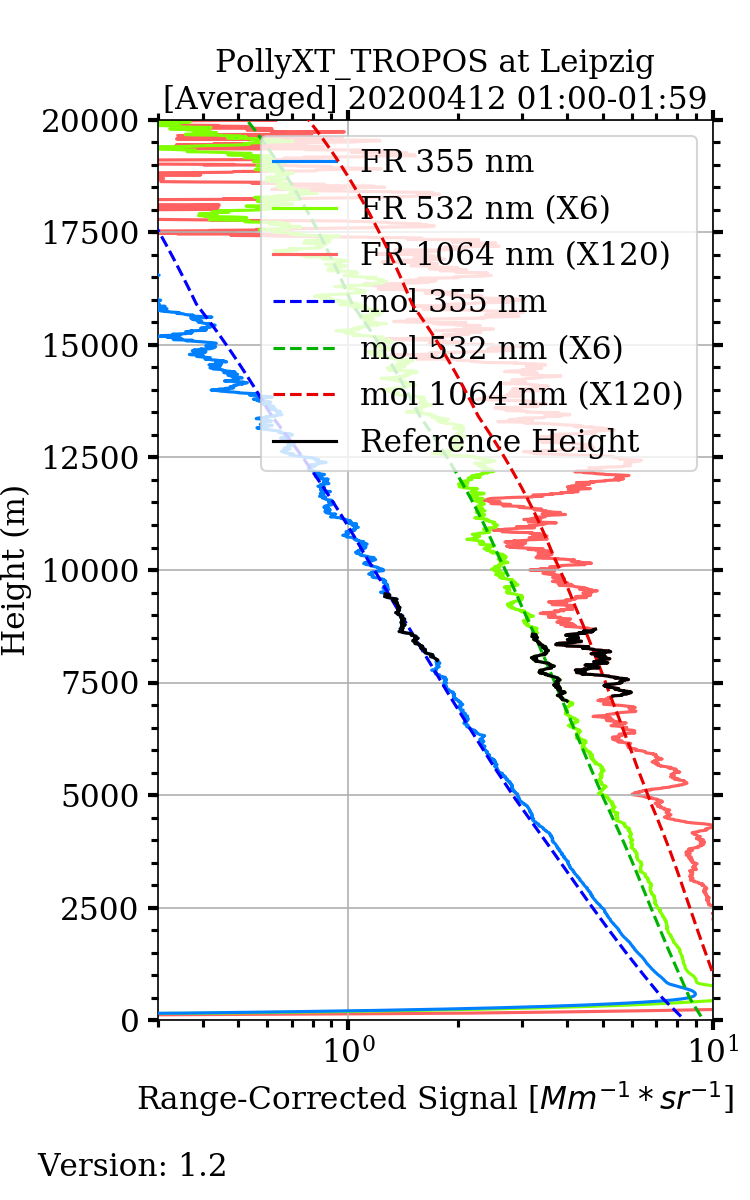 PollyXT_TROPOS at Leipzig
[Averaged] 20200412 01:00-01:59
20000
17500
15000
12500
10000
7500
5000
2500
0
Height (m)
FR 355 nm
FR 532 nm (X6)
FR 1064 nm (X120)
mol 355 nm
mol 532 nm (X6)
mol 1064 nm (X120)
Reference Height
10⁰ 10¹
Range-Corrected Signal [Mm⁻¹ * sr⁻¹]
Version: 1.2